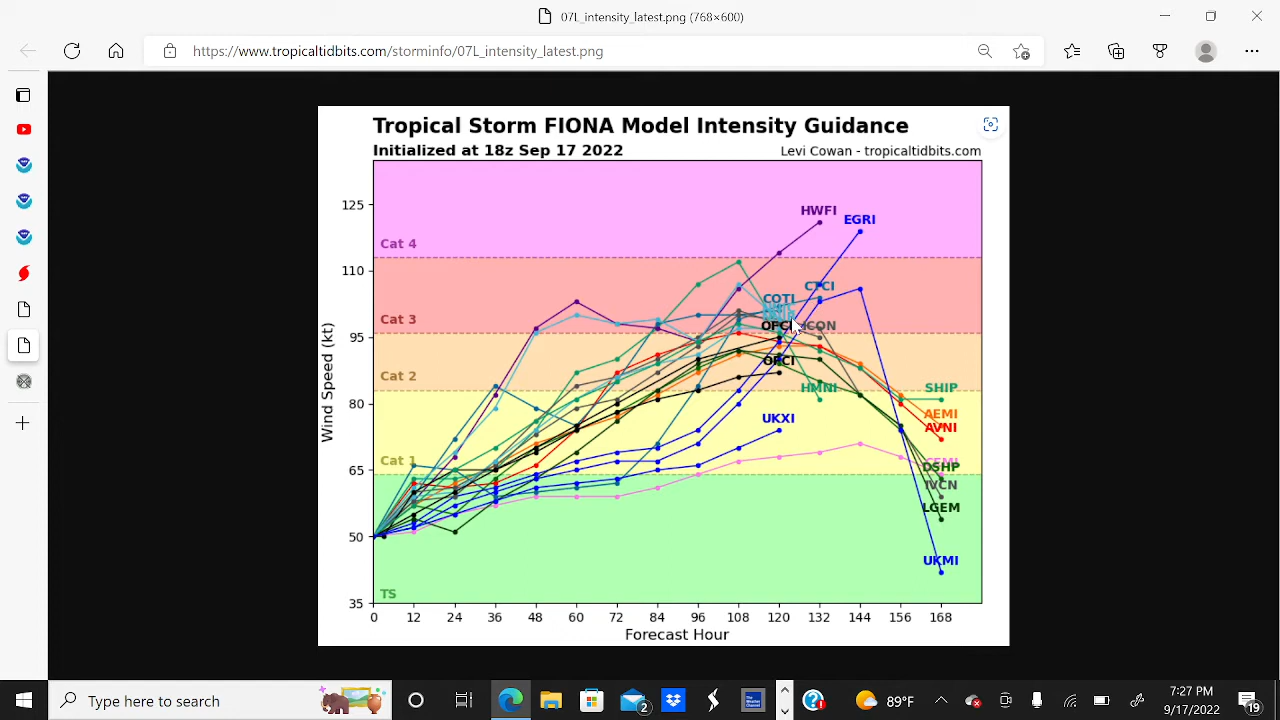 07L_intensity_latest.png (768×600)
https://www.tropicaltidbits.com/storminfo/07L_intensity_latest.png
Tropical Storm FIONA Model Intensity Guidance
Initialized at 18z Sep 17 2022
Levi Cowan - tropicaltidbits.com
125
110
95
80
65
50
35
Wind Speed (kt)
Cat 4
Cat 3
Cat 2
Cat 1
TS
HWFI
EGRI
CTCI
COTI
OFCI
ICON
OFCI
HMNI
SHIP
AEMI
UKXI
AVNI
CEMI
DSHP
IVCN
LGEM
UKMI
0 12 24 36 48 60 72 84 96 108 120 132 144 156 168
Forecast Hour
Type here to search
2
89°F
7:27 PM
9/17/2022
19